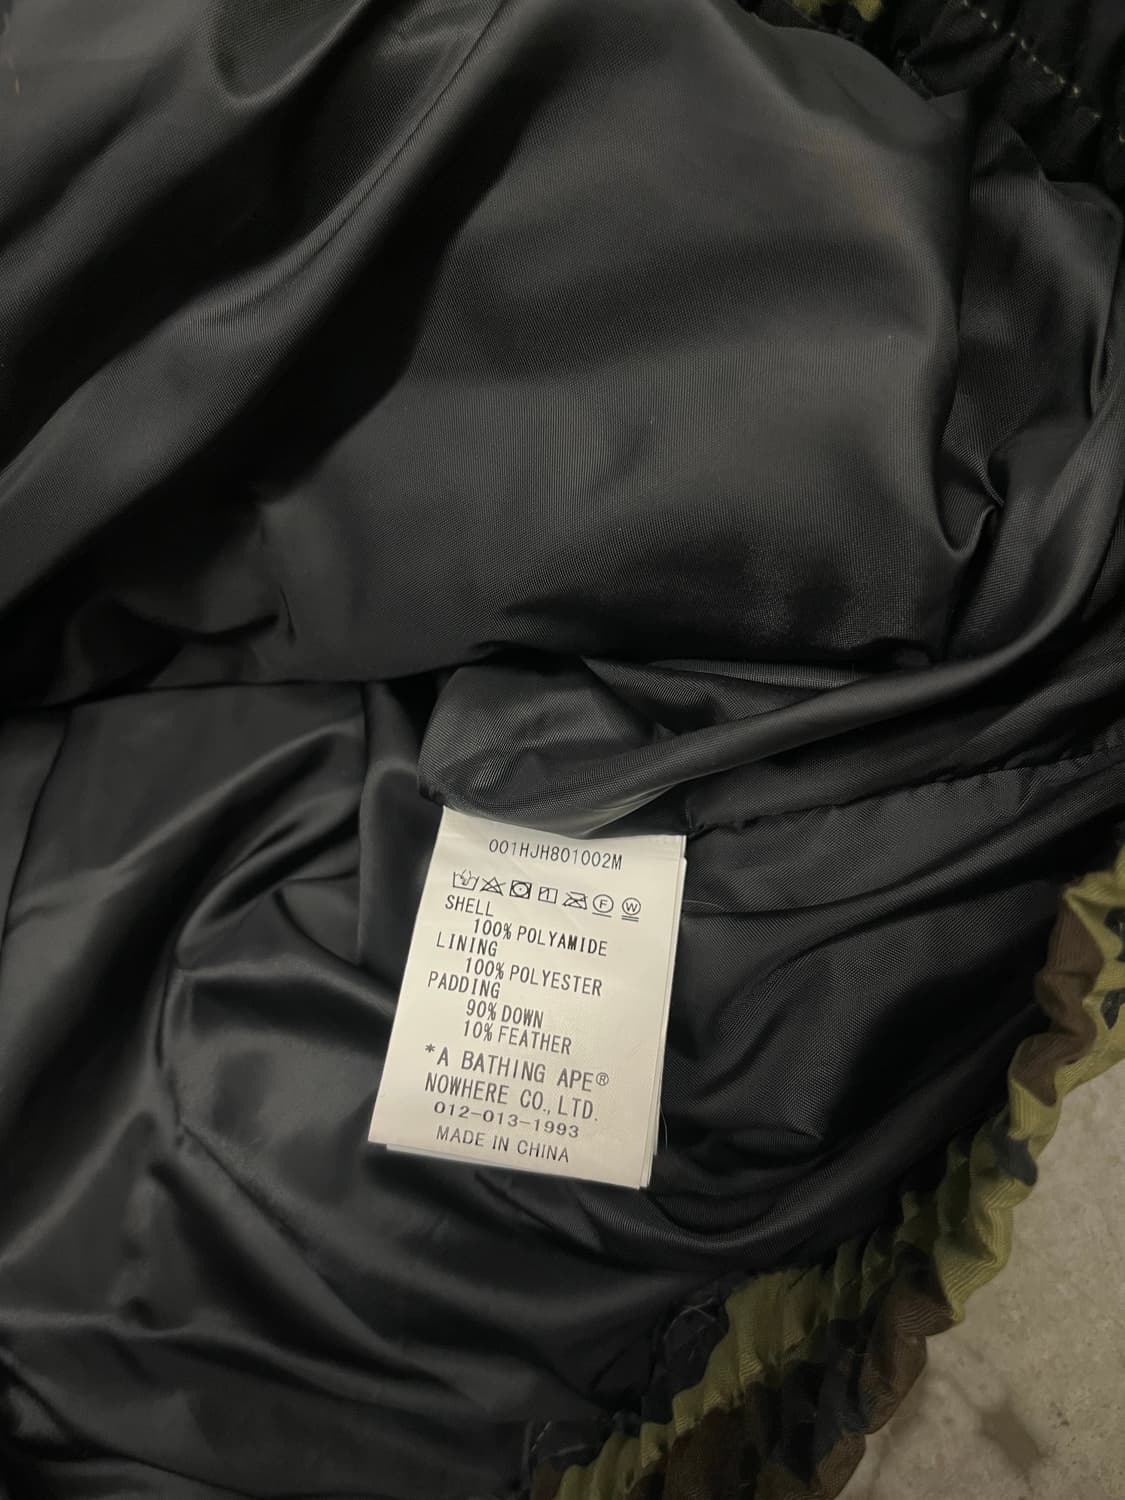 001HJH801002M
1 F W
SHELL
100% POLYAMIDE
LINING
100% POLYESTER
PADDING
90% DOWN
10% FEATHER
*A BATHING APE®
NOWHERE CO., LTD.
012-013-1993
MADE IN CHINA